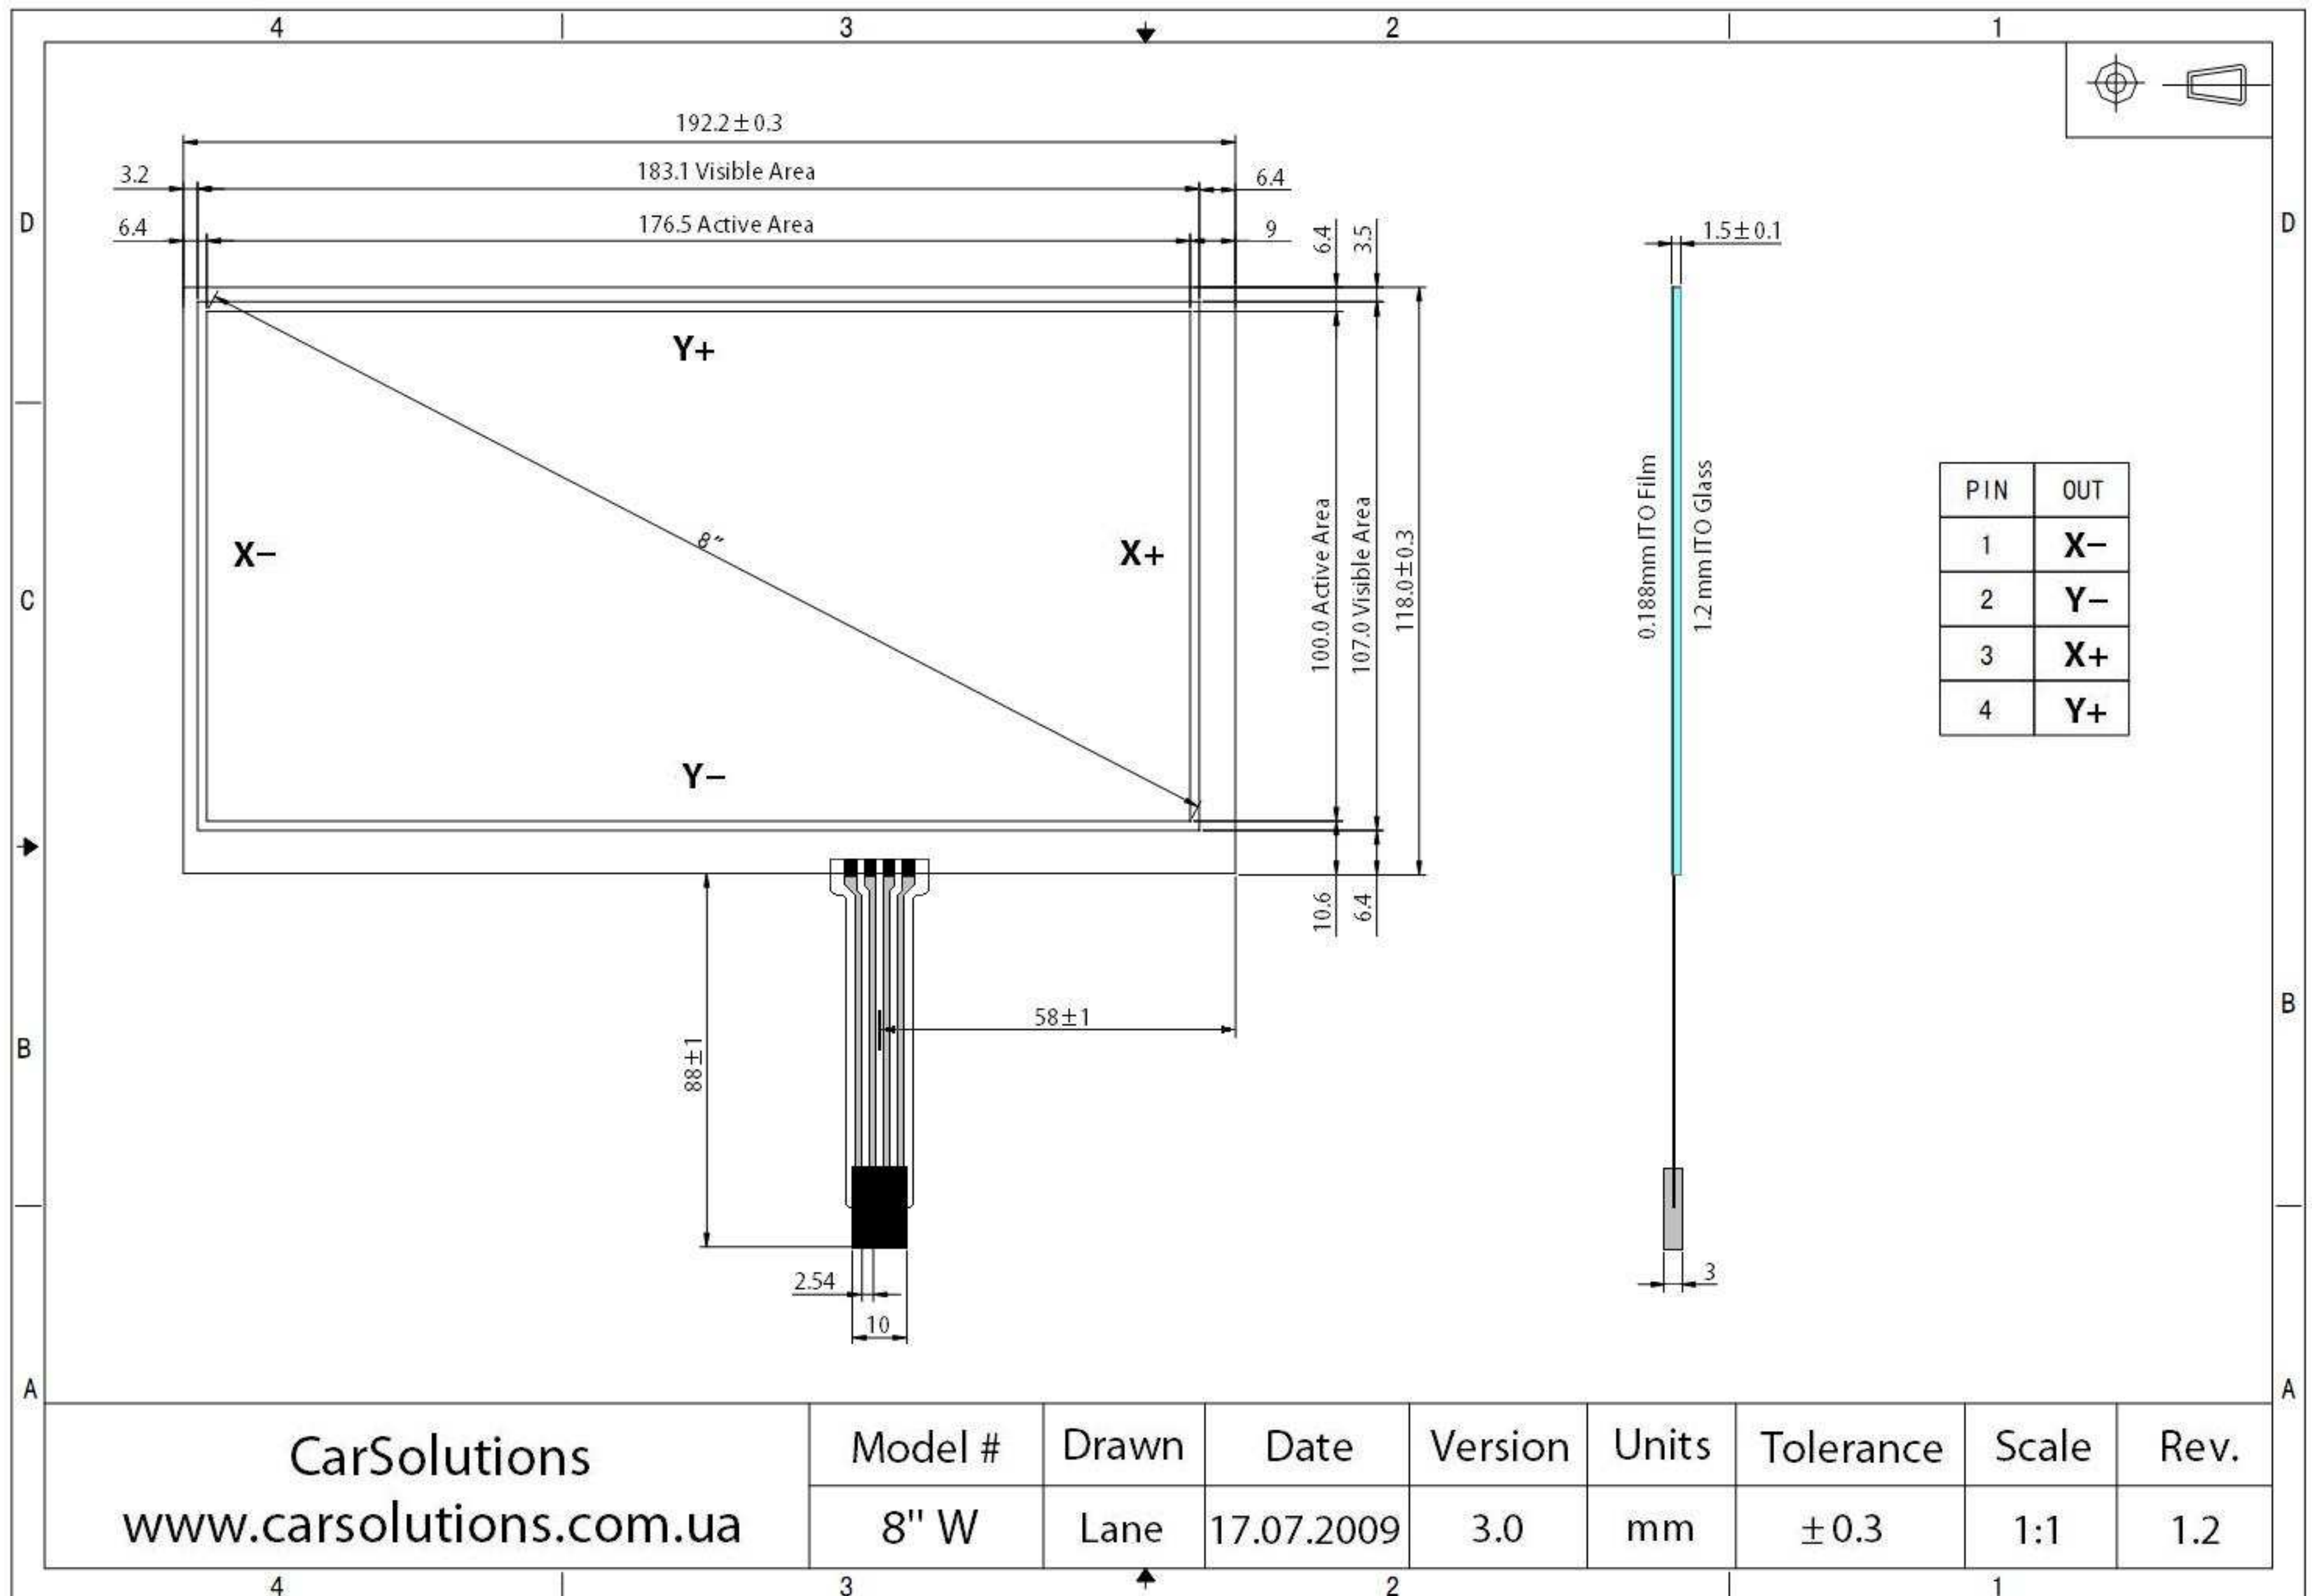 4 3 2 1
192.2±0.3
3.2 183.1 Visible Area 6.4
6.4 176.5 Active Area 9
6.4
3.5
1.5±0.1
D D
Y+
X−
8"
X+
Y−
100.0 Active Area
107.0 Visible Area
118.0±0.3
0.188mm ITO Film
1.2 mm ITO Glass
PIN OUT
1 X−
2 Y−
3 X+
4 Y+
C
10.6
6.4
58±1
88±1
B B
2.54
10
3
A A
CarSolutions
www.carsolutions.com.ua
Model # Drawn Date Version Units Tolerance Scale Rev.
8" W Lane 17.07.2009 3.0 mm ±0.3 1:1 1.2
4 3 2 1